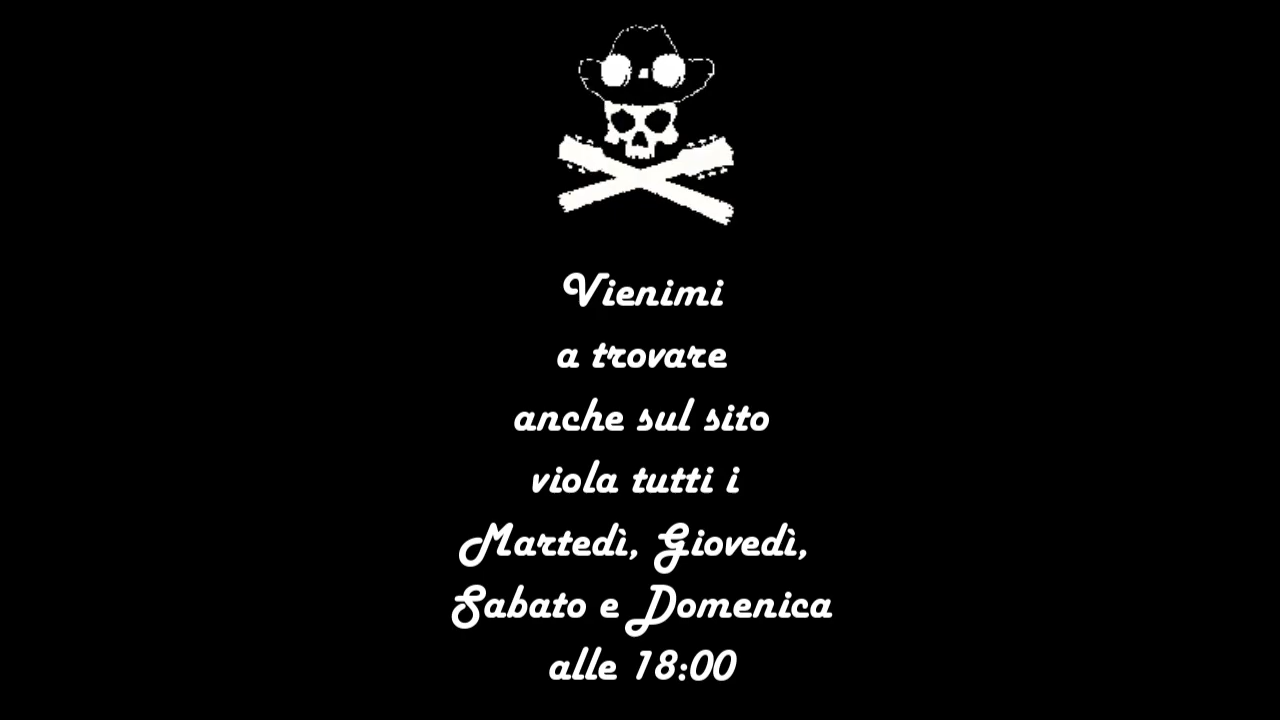 Vienimi
a trovare
anche sul sito
viola tutti i
Martedì, Giovedì,
Sabato e Domenica
alle 18:00